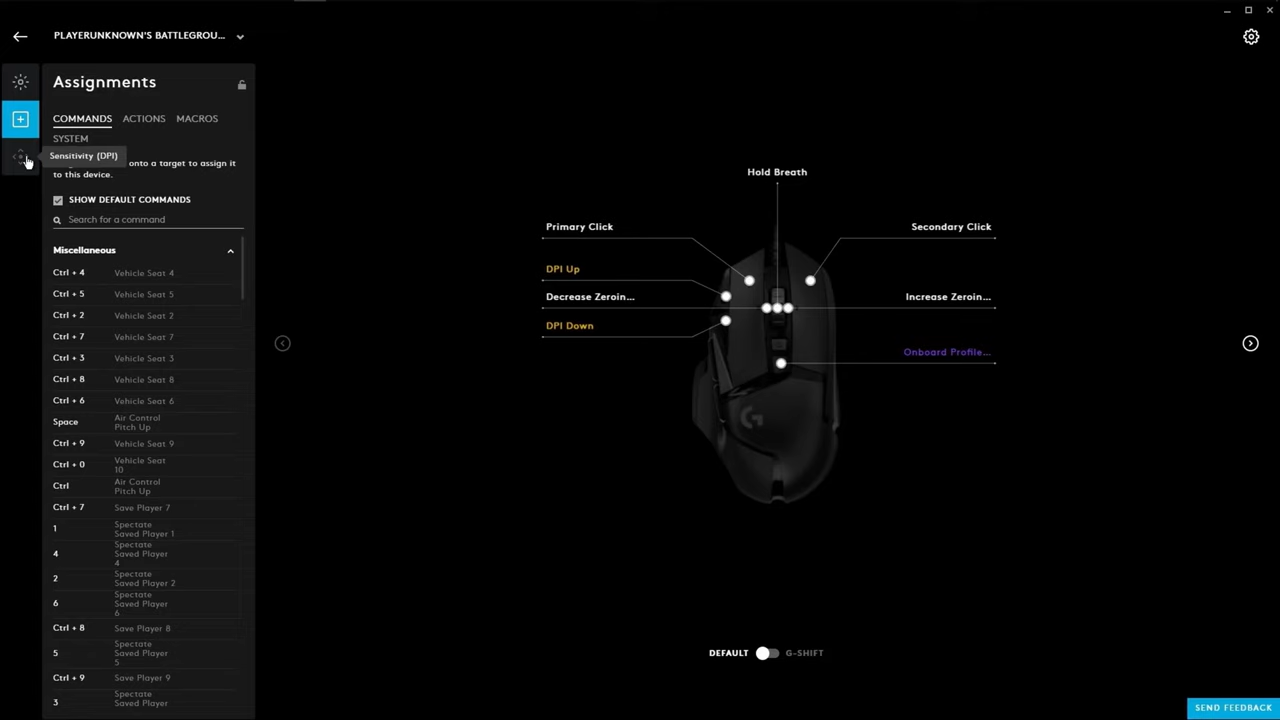 PLAYERUNKNOWN'S BATTLEGROU...
Assignments
COMMANDS ACTIONS MACROS
SYSTEM
Sensitivity (DPI)
onto a target to assign it
to this device.
SHOW DEFAULT COMMANDS
Search for a command
Miscellaneous
Ctrl + 4 Vehicle Seat 4
Ctrl + 5 Vehicle Seat 5
Ctrl + 2 Vehicle Seat 2
Ctrl + 7 Vehicle Seat 7
Ctrl + 3 Vehicle Seat 3
Ctrl + 8 Vehicle Seat 8
Ctrl + 6 Vehicle Seat 6
Space Air Control
Pitch Up
Ctrl + 9 Vehicle Seat 9
Ctrl + 0 Vehicle Seat
10
Ctrl Air Control
Pitch Up
Ctrl + 7 Save Player 7
1 Spectate
Saved Player 1
4 Spectate
Saved Player
4
2 Spectate
Saved Player 2
6 Spectate
Saved Player
6
Ctrl + 8 Save Player 8
5 Spectate
Saved Player
5
Ctrl + 9 Save Player 9
3 Spectate
Saved Player
Hold Breath
Primary Click
Secondary Click
DPI Up
Decrease Zeroin...
Increase Zeroin...
DPI Down
Onboard Profile...
DEFAULT G-SHIFT
SEND FEEDBACK